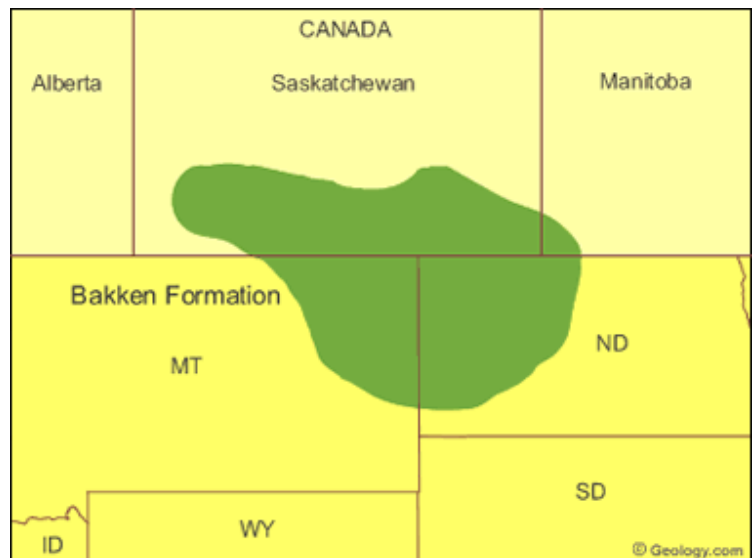 CANADA
Alberta
Saskatchewan
Manitoba
Bakken Formation
MT
ND
SD
WY
ID
© Geology.com